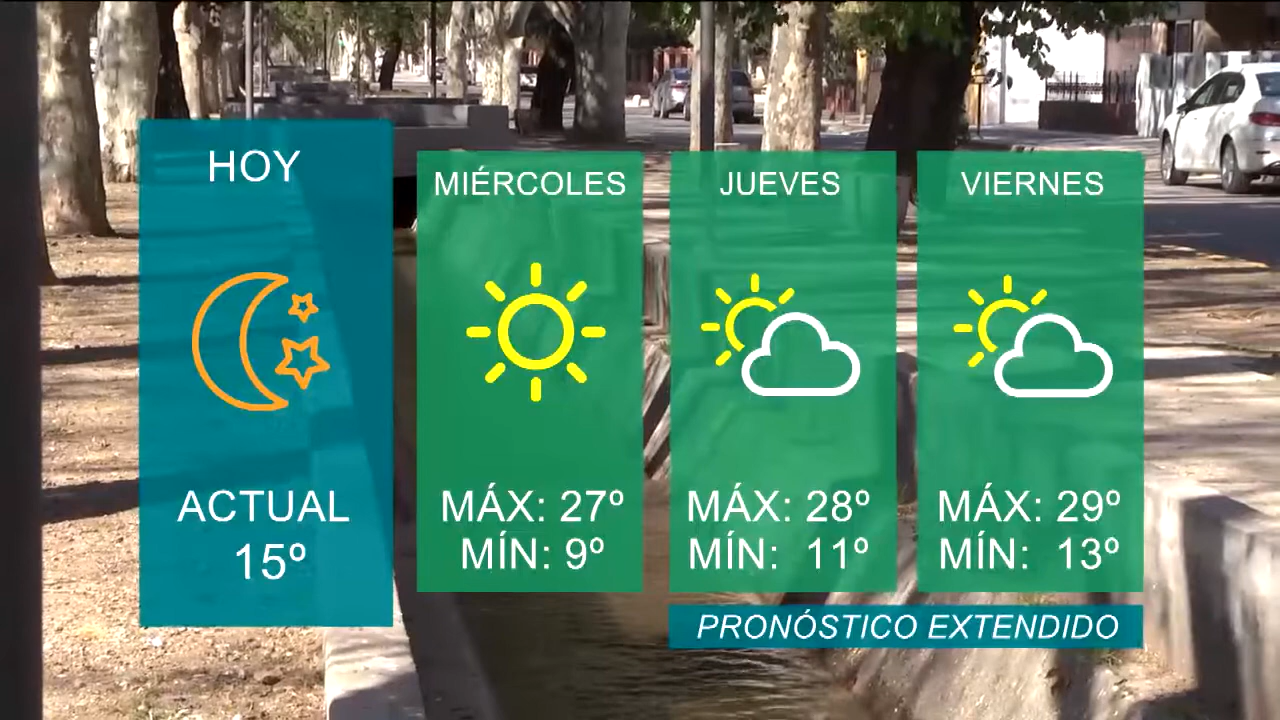 HOY
ACTUAL
15º
MIÉRCOLES
MÁX: 27º
MÍN: 9º
JUEVES
MÁX: 28º
MÍN: 11º
VIERNES
MÁX: 29º
MÍN: 13º
PRONÓSTICO EXTENDIDO